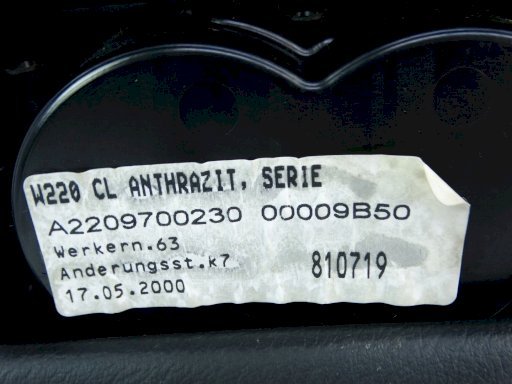 W220 CL ANTHRAZIT, SERIE
A2209700230 00009B50
Werkern.63
Anderungsst.k7 810719
17.05.2000